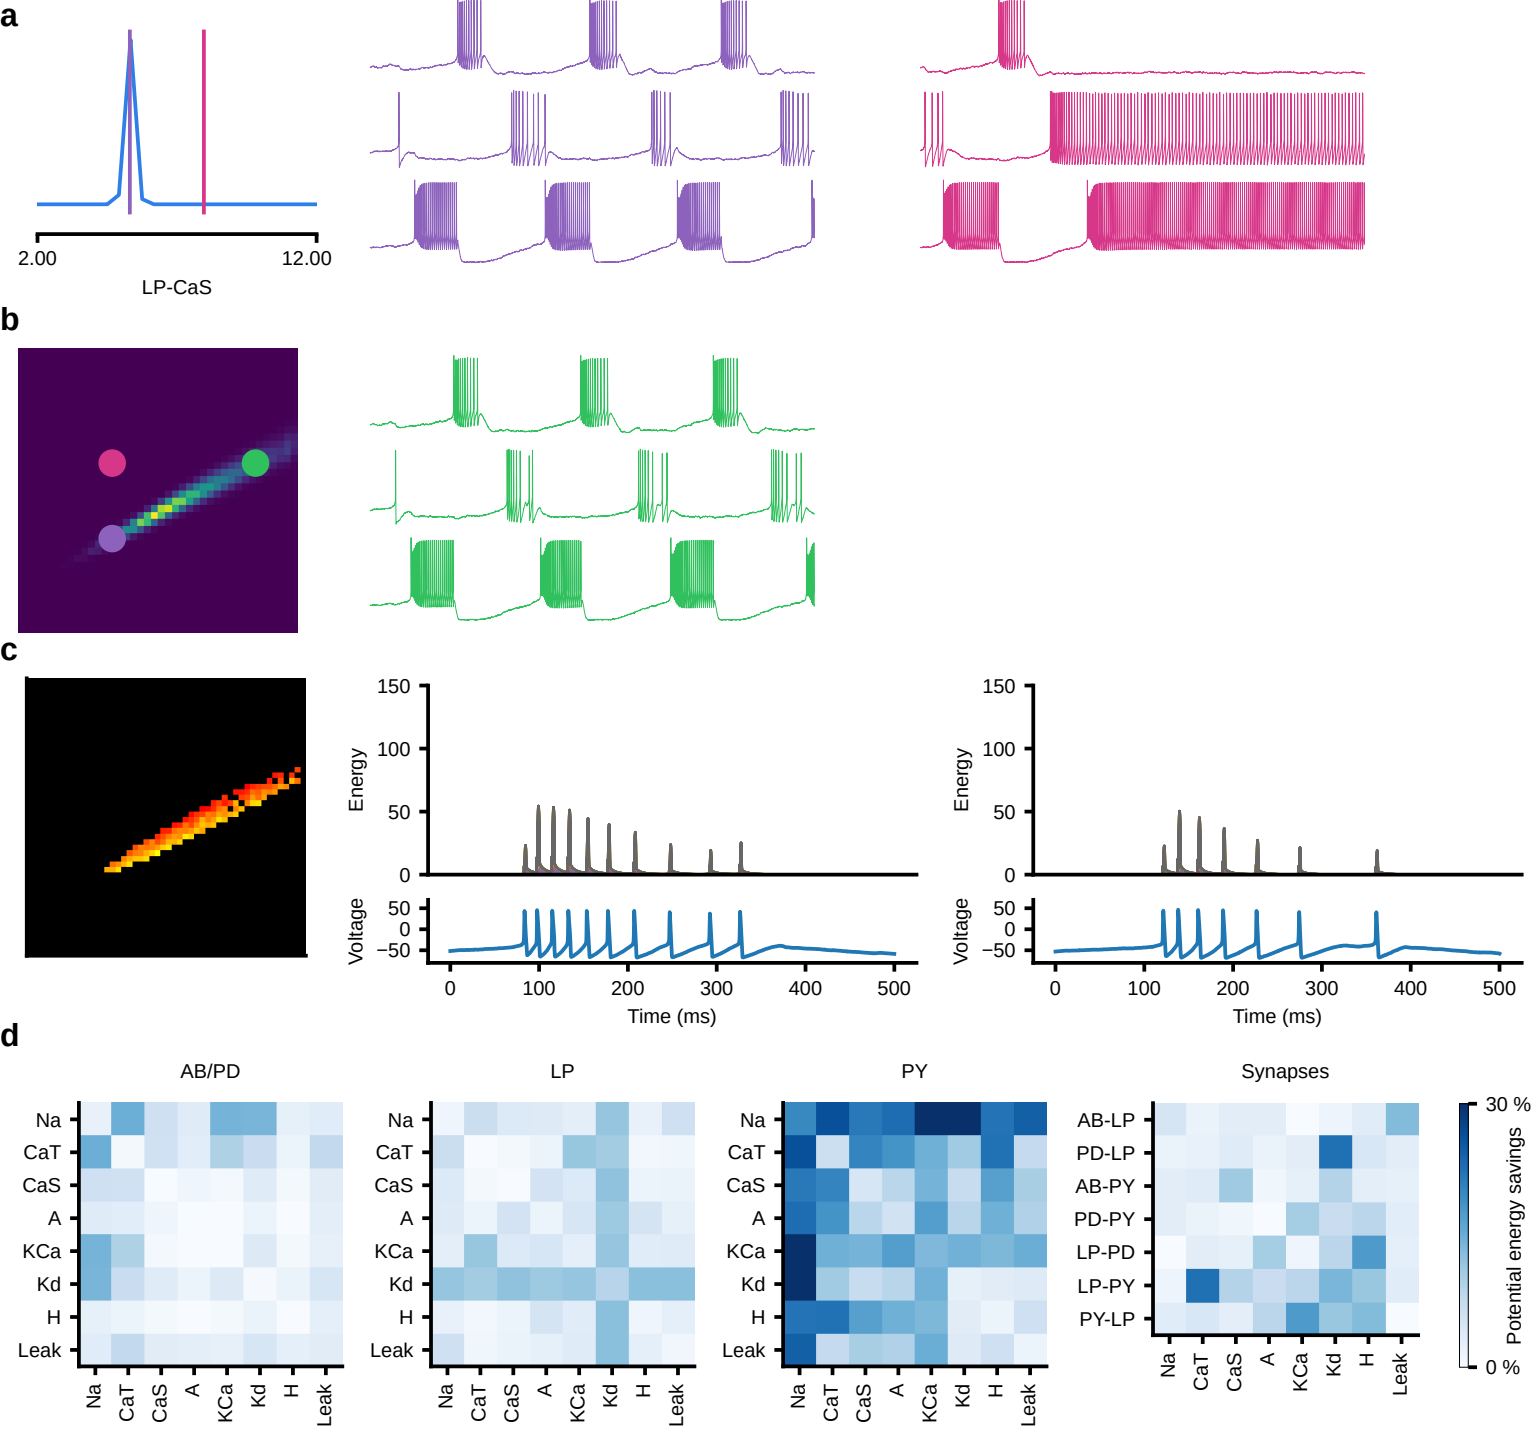 a
2.00 12.00
LP-CaS
b
c
150
100
50
0
Energy
50
0
−50
Voltage
0 100 200 300 400 500
Time (ms)
150
100
50
0
Energy
50
0
−50
Voltage
0 100 200 300 400 500
Time (ms)
d
AB/PD
Na
CaT
CaS
A
KCa
Kd
H
Leak
Na CaT CaS A KCa Kd H Leak
LP
Na
CaT
CaS
A
KCa
Kd
H
Leak
Na CaT CaS A KCa Kd H Leak
PY
Na
CaT
CaS
A
KCa
Kd
H
Leak
Na CaT CaS A KCa Kd H Leak
Synapses
AB-LP
PD-LP
AB-PY
PD-PY
LP-PD
LP-PY
PY-LP
Na CaT CaS A KCa Kd H Leak
30 %
0 %
Potential energy savings